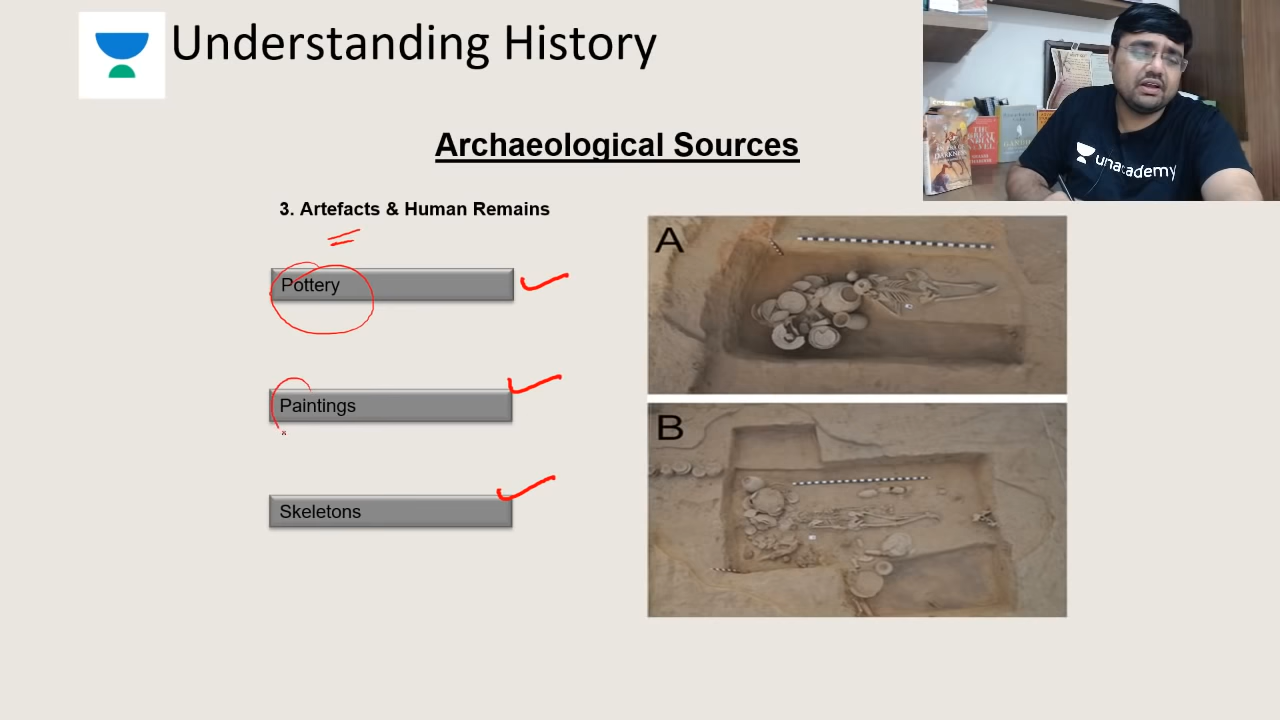 Understanding History
Archaeological Sources
3. Artefacts & Human Remains
Pottery
Paintings
Skeletons
A
B
unacademy